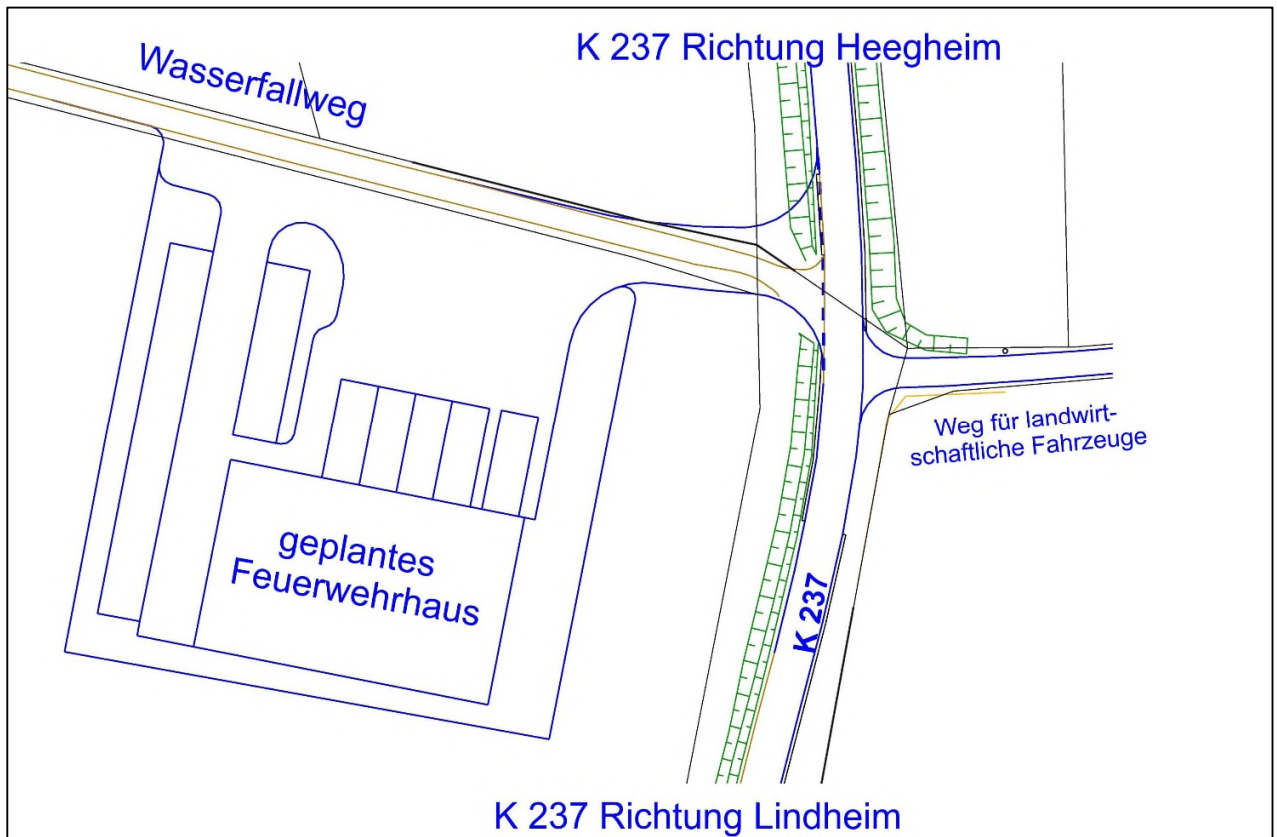 K 237 Richtung Heegheim
Wasserfallweg
Weg für landwirt-
schaftliche Fahrzeuge
geplantes
Feuerwehrhaus
K 237
K 237 Richtung Lindheim